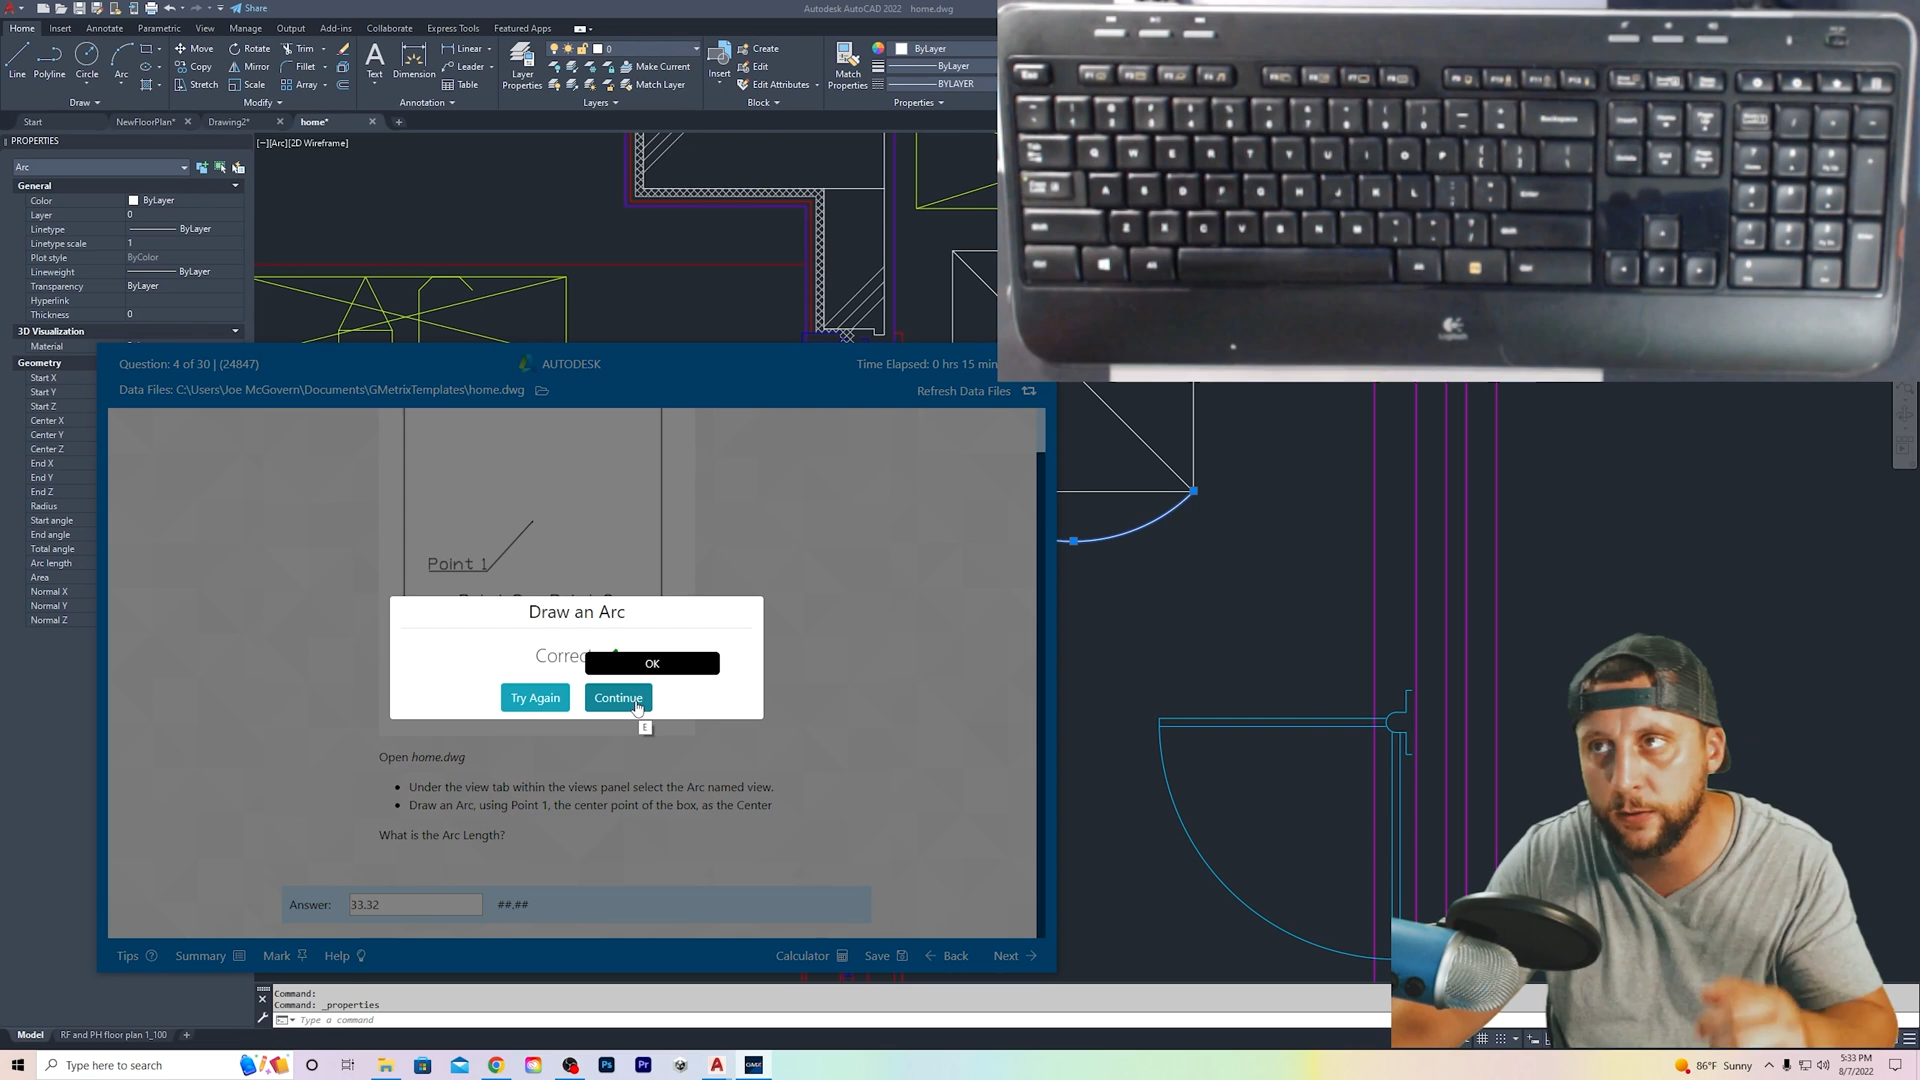 Share
Autodesk AutoCAD 2022 home.dwg
Home Insert Annotate Parametric View Manage Output Add-ins Collaborate Express Tools Featured Apps
Line Polyline Circle Arc
Move Rotate Trim
Copy Mirror Fillet
Stretch Scale Array
Text Dimension
Linear
Leader
Table
Layer Properties
0
Make Current
Match Layer
Insert
Create
Edit
Edit Attributes
Match Properties
ByLayer
ByLayer
BYLAYER
Draw Modify Annotation Layers Block Properties
Start NewFloorPlan* Drawing2* home*
PROPERTIES
[−][Arc][2D Wireframe]
Arc
General
Color ByLayer
Layer 0
Linetype ByLayer
Linetype scale 1
Plot style ByColor
Lineweight ByLayer
Transparency ByLayer
Hyperlink
Thickness 0
3D Visualization
Material
Geometry
Start X
Start Y
Start Z
Center X
Center Y
Center Z
End X
End Y
End Z
Radius
Start angle
End angle
Total angle
Arc length
Area
Normal X
Normal Y
Normal Z
Question: 4 of 30 | (24847)
AUTODESK
Time Elapsed: 0 hrs 15 min
Data Files: C:\Users\Joe McGovern\Documents\GMetrixTemplates\home.dwg
Refresh Data Files
Point 1
Draw an Arc
Correc
OK
Try Again Continue
E
Open home.dwg
• Under the view tab within the views panel select the Arc named view.
• Draw an Arc, using Point 1, the center point of the box, as the Center
What is the Arc Length?
Answer: 33.32 ##.##
Tips Summary Mark Help Calculator Save Back Next
Command:
Command: _properties
Type a command
Model RF and PH floor plan 1_100 +
Type here to search
86°F Sunny
5:33 PM
8/7/2022